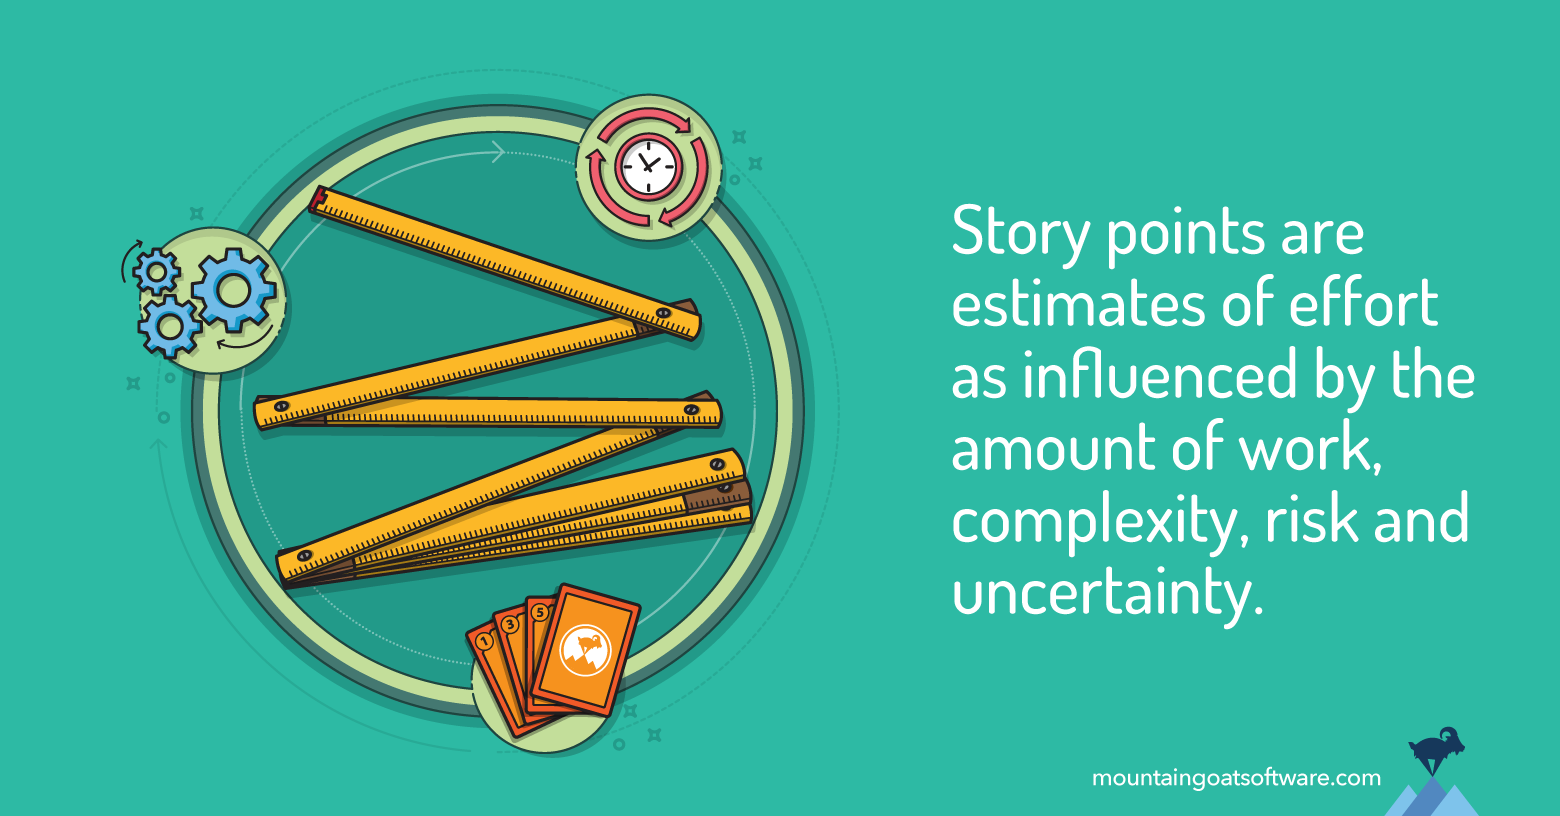 Story points are
estimates of effort
as influenced by the
amount of work,
complexity, risk and
uncertainty.
1
3
5
mountaingoatsoftware.com